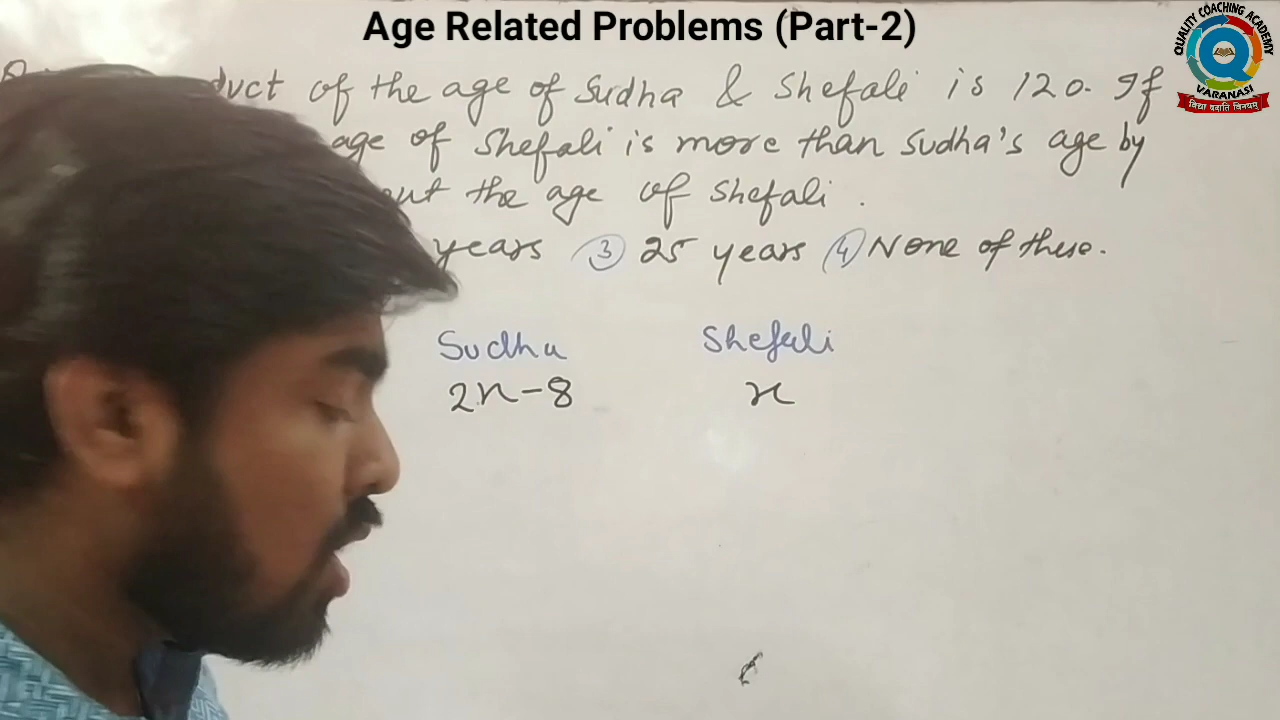 Age Related Problems (Part-2)
QUALITY COACHING ACADEMY
VARANASI
of the age of Sudha & Shefali is 120. If
age of Shefali is more than Sudha's age by
the age of Shefali.
years ③ 25 years ④ None of these.
Sudha Shefali
2x-8 x